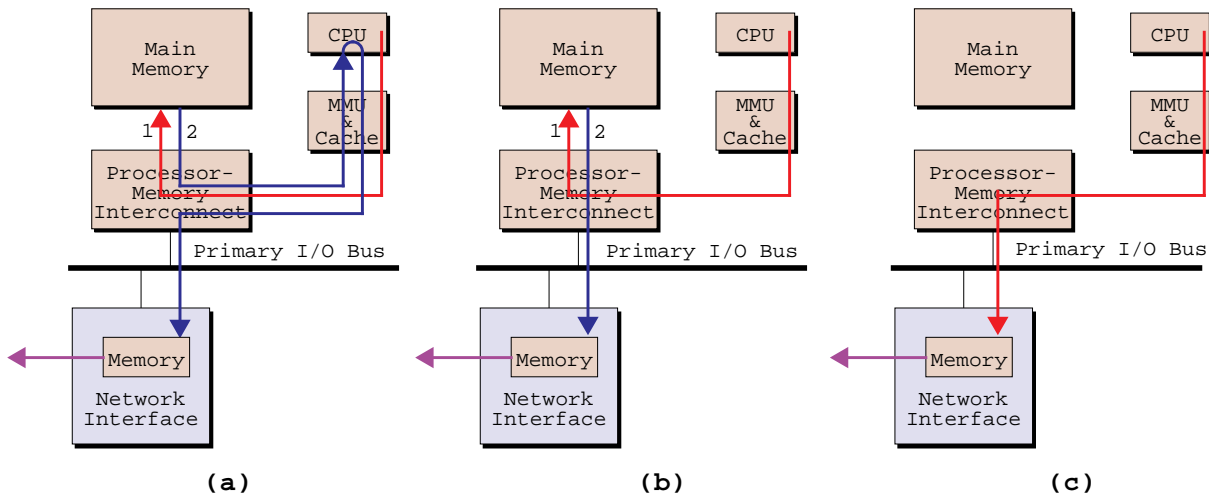 Main
Memory
CPU
MMU
&
Cache
1
2
Processor-
Memory
Interconnect
Primary I/O Bus
Memory
Network
Interface
(a)
Main
Memory
CPU
MMU
&
Cache
1
2
Processor-
Memory
Interconnect
Primary I/O Bus
Memory
Network
Interface
(b)
Main
Memory
CPU
MMU
&
Cache
Processor-
Memory
Interconnect
Primary I/O Bus
Memory
Network
Interface
(c)